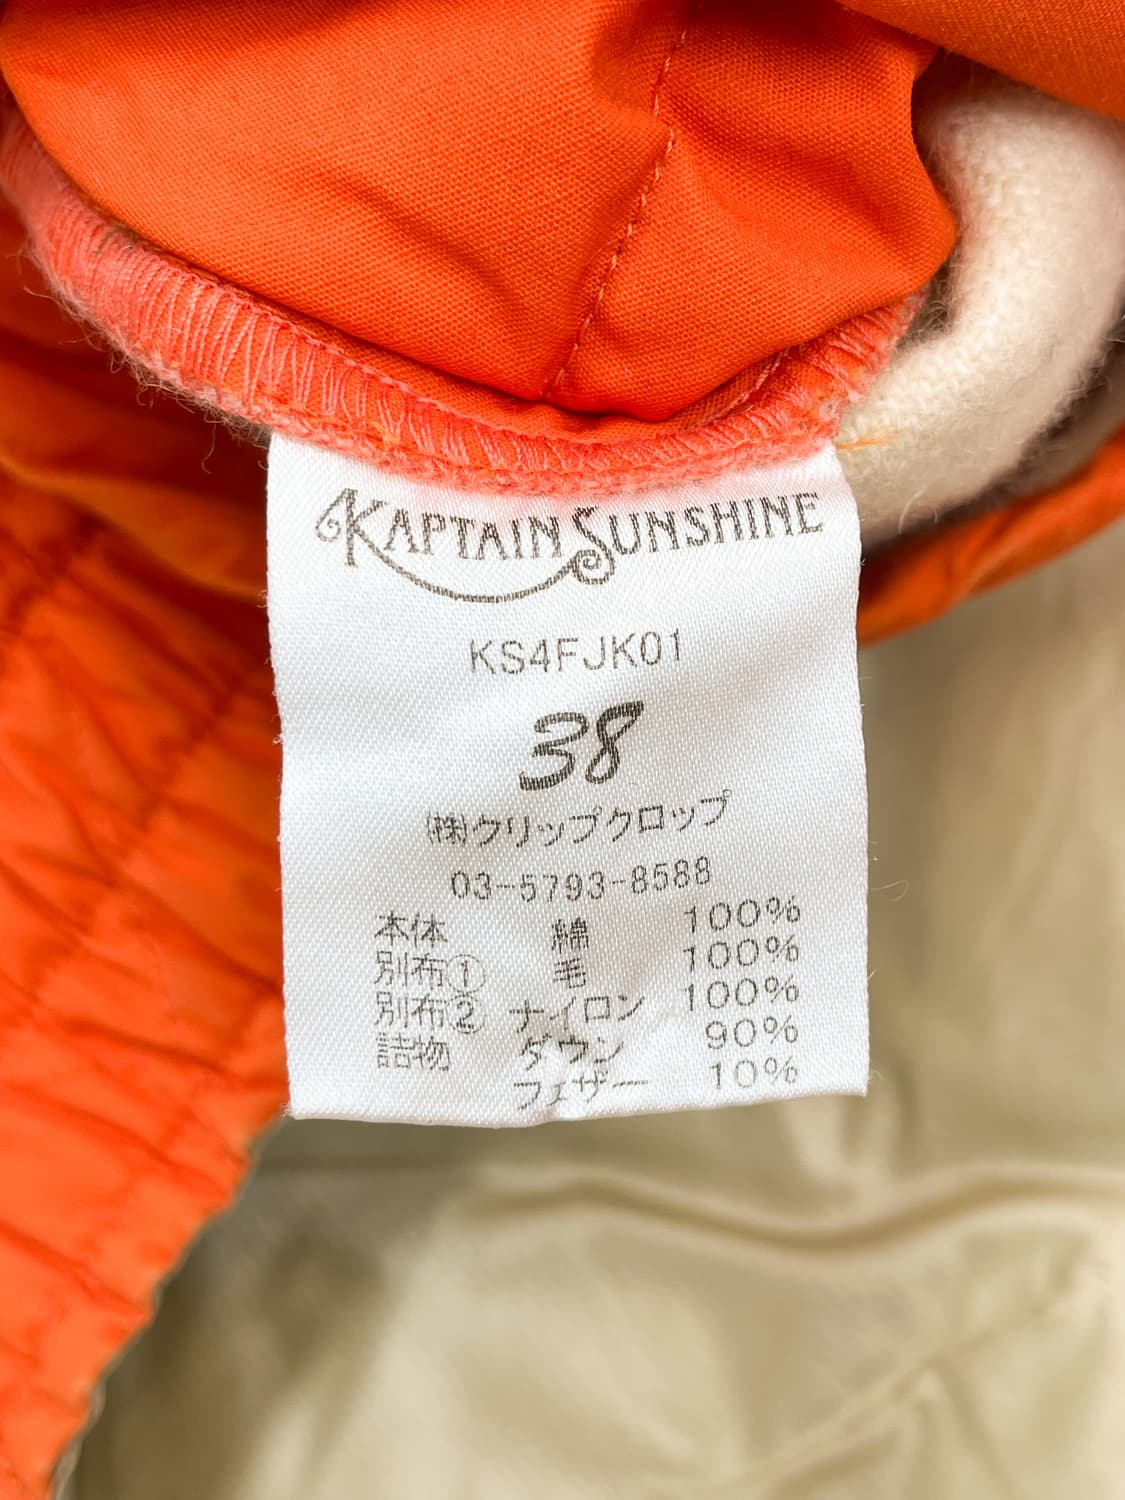 KAPTAIN SUNSHINE
KS4FJK01
38
㈱クリップクロップ
03-5793-8588
本体 綿 100%
別布① 毛 100%
別布② ナイロン 100%
詰物 ダウン 90%
フェザー 10%